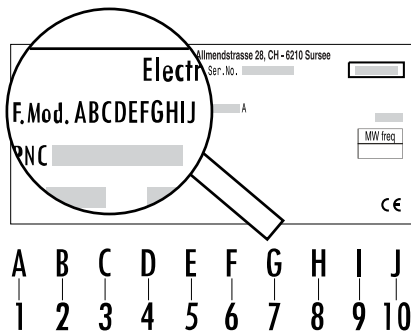 Allmendstrasse 28, CH - 6210 Sursee
Electr
Ser.No.
F.Mod. ABCDEFGHIJ
A
PNC
MW freq
CE
A B C D E F G H I J
1 2 3 4 5 6 7 8 9 10